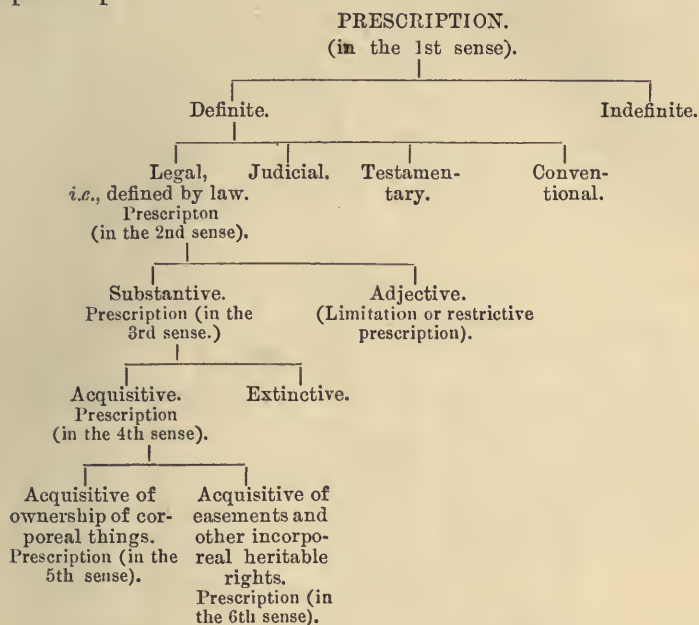 PRESCRIPTION.
(in the 1st sense).
Definite.
Indefinite.
Legal,
i.e., defined by law.
Prescripton
(in the 2nd sense).
Judicial.
Testamen-
tary.
Conven-
tional.
Substantive.
Prescription (in the
3rd sense.)
Adjective.
(Limitation or restrictive
prescription).
Acquisitive.
Prescription
(in the 4th sense).
Extinctive.
Acquisitive of
ownership of cor-
poreal things.
Prescription (in the
5th sense).
Acquisitive of
easements and
other incorpo-
real heritable
rights.
Prescription (in
the 6th sense).